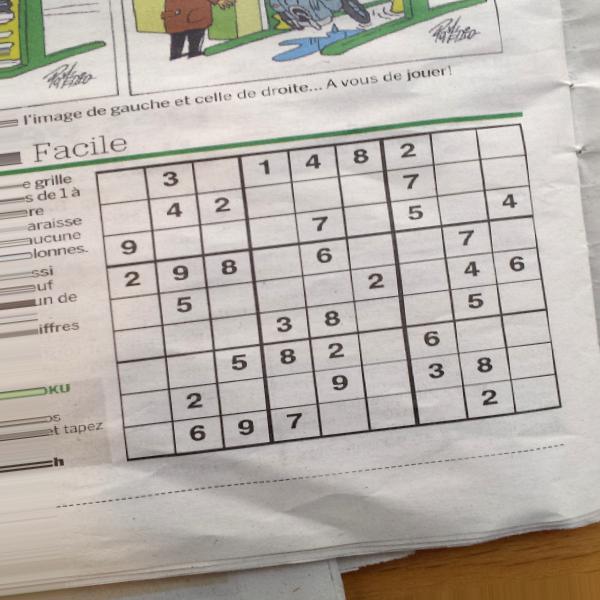 l'image de gauche et celle de droite... A vous de jouer!
Facile
e grille
s de 1 à
re
araisse
aucune
lonnes.
ssi
uf
un de
iffres
KU
os
et tapez
h
3 1 4 8 2
4 2 7
9 7 5 4
2 9 8 6 7
5 2 4 6
3 8 5
5 8 2 6
2 9 3 8
6 9 7 2